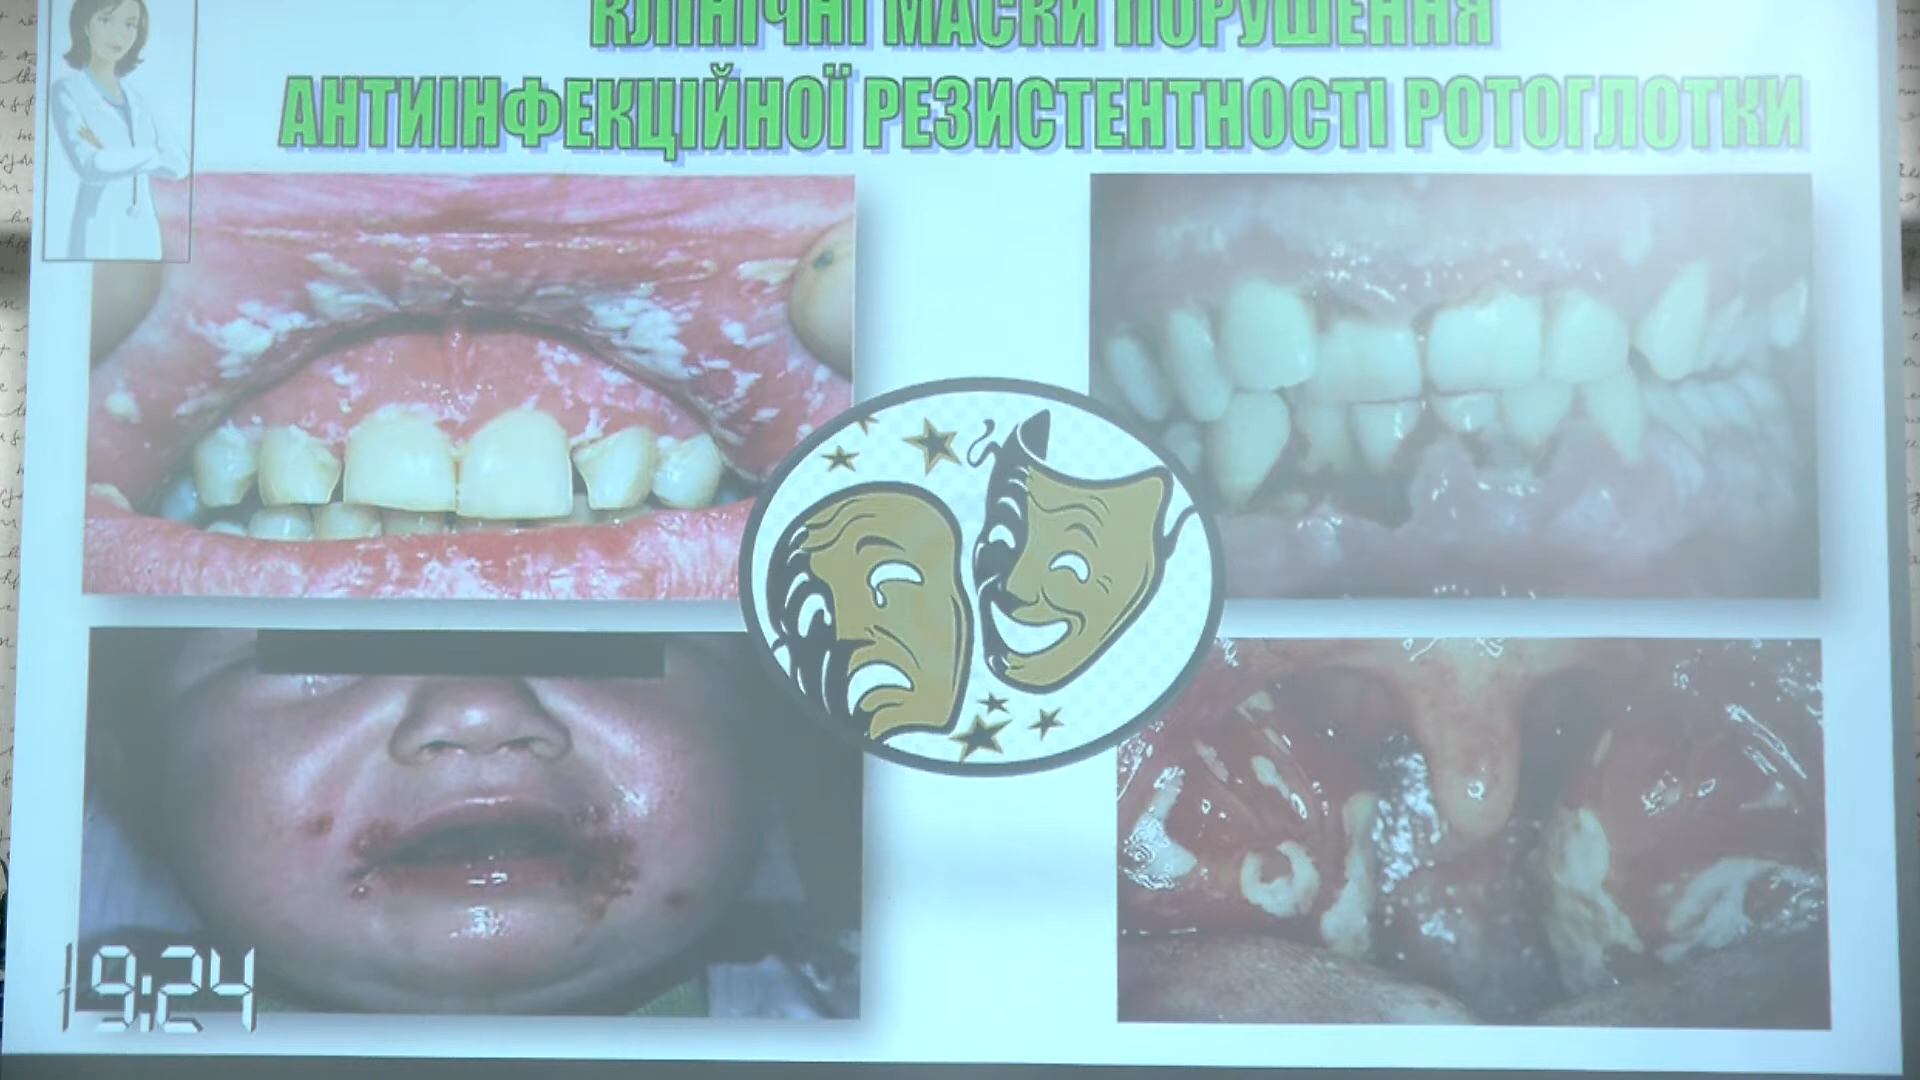 КЛІНІЧНІ МАСКИ ПОРУШЕННЯ
АНТИІНФЕКЦІЙНОЇ РЕЗИСТЕНТНОСТІ РОТОГЛОТКИ
19:24